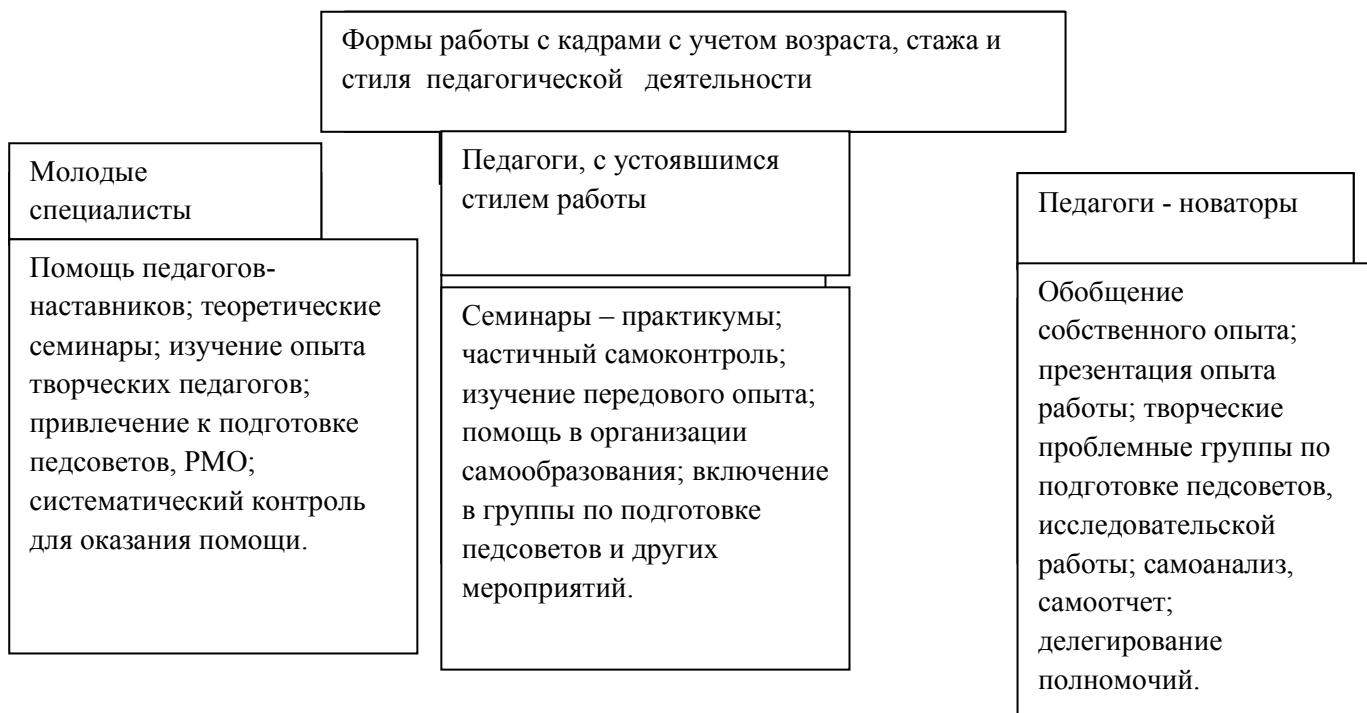 Формы работы с кадрами с учетом возраста, стажа и
стиля педагогической деятельности
Молодые
специалисты
Помощь педагогов-
наставников; теоретические
семинары; изучение опыта
творческих педагогов;
привлечение к подготовке
педсоветов, РМО;
систематический контроль
для оказания помощи.
Педагоги, с устоявшимся
стилем работы
Семинары – практикумы;
частичный самоконтроль;
изучение передового опыта;
помощь в организации
самообразования; включение
в группы по подготовке
педсоветов и других
мероприятий.
Педагоги - новаторы
Обобщение
собственного опыта;
презентация опыта
работы; творческие
проблемные группы по
подготовке педсоветов,
исследовательской
работы; самоанализ,
самоотчет;
делегирование
полномочий.